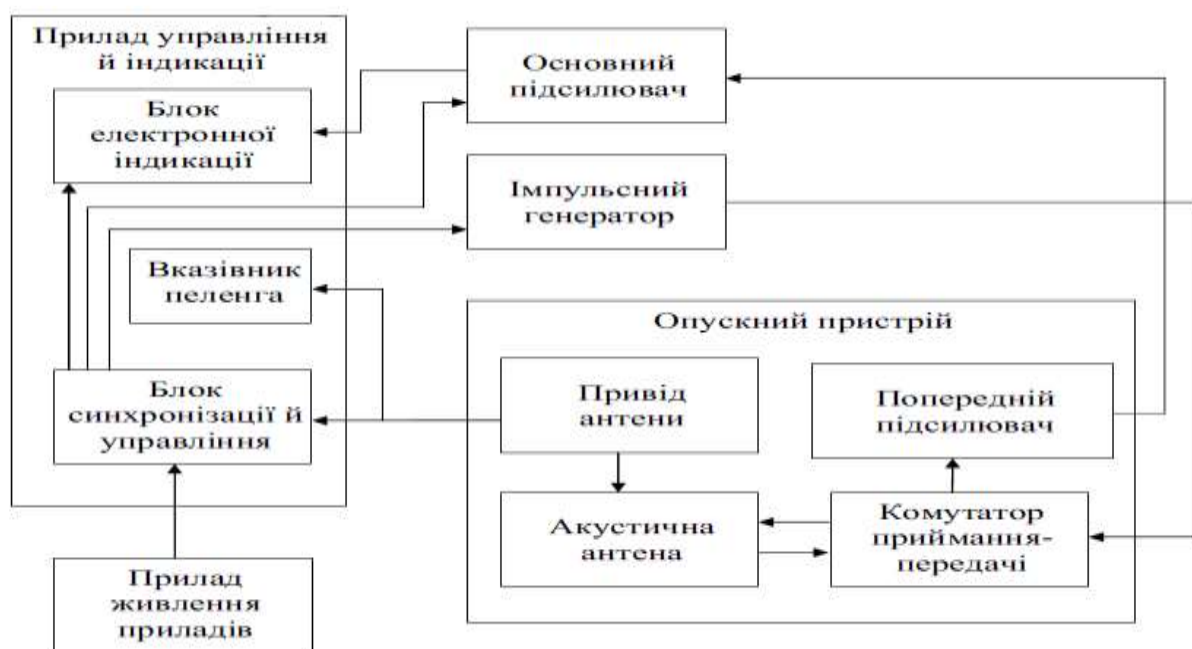 Прилад управління
й індикації
Блок
електронної
індикації
Вказівник
пеленга
Блок
синхронізації й
управління
Прилад
живлення
приладів
Основний
підсилювач
Імпульсний
генератор
Опускний пристрій
Привід
антени
Попередній
підсилювач
Акустична
антена
Комутатор
приймання-
передачі